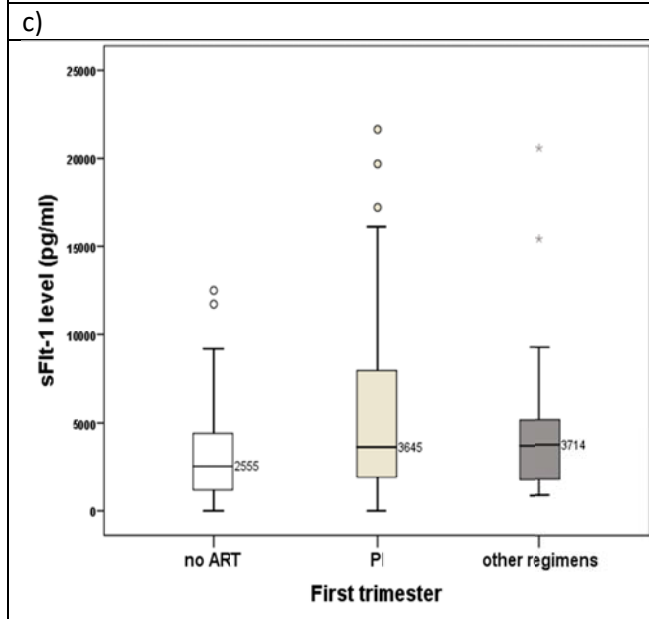 c)
25000
20000
15000
10000
5000
0
sFlt-1 level (pg/ml)
2555
3645
3714
no ART
PI
other regimens
First trimester